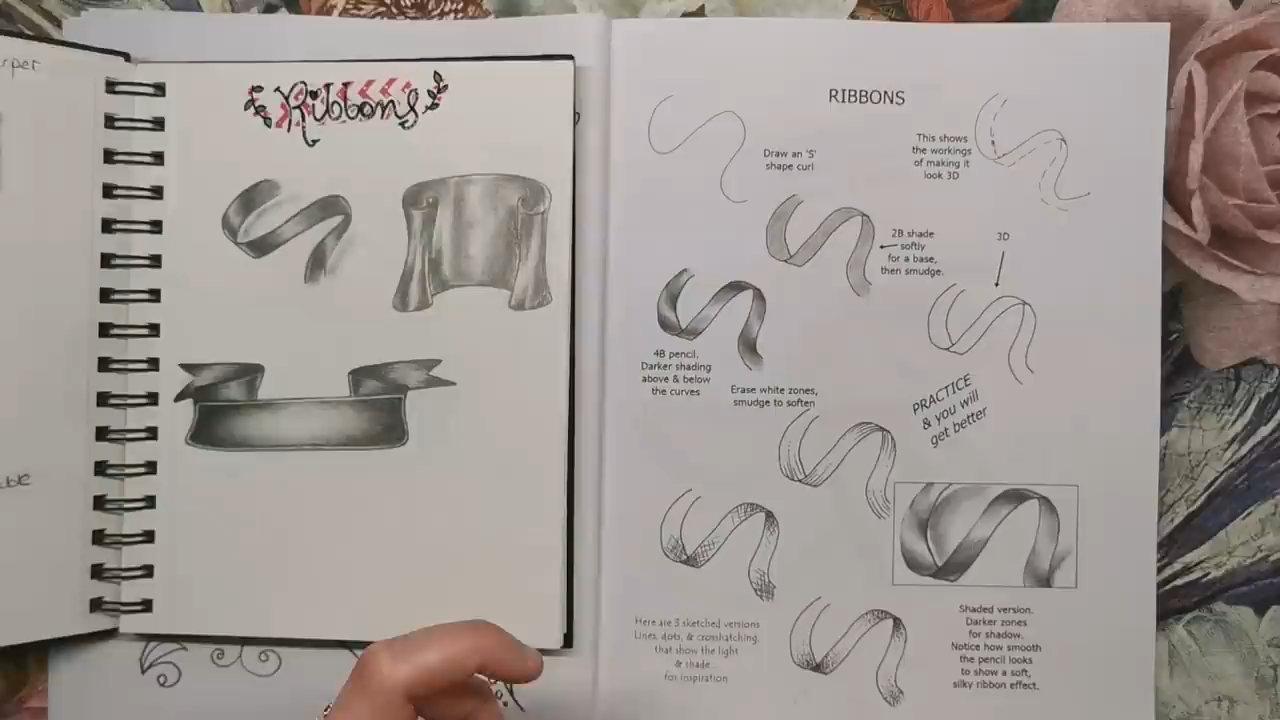 Ribbons
RIBBONS
Draw an 'S'
shape curl
This shows
the workings
of making it
look 3D
2B shade
softly
for a base,
then smudge.
3D
4B pencil,
Darker shading
above & below
the curves
Erase white zones,
smudge to soften
PRACTICE
& you will
get better
Here are 3 sketched versions
Lines, dots, & crosshatching,
that show the light
& shade...
for inspiration
Shaded version.
Darker zones
for shadow.
Notice how smooth
the pencil looks
to show a soft,
silky ribbon effect.